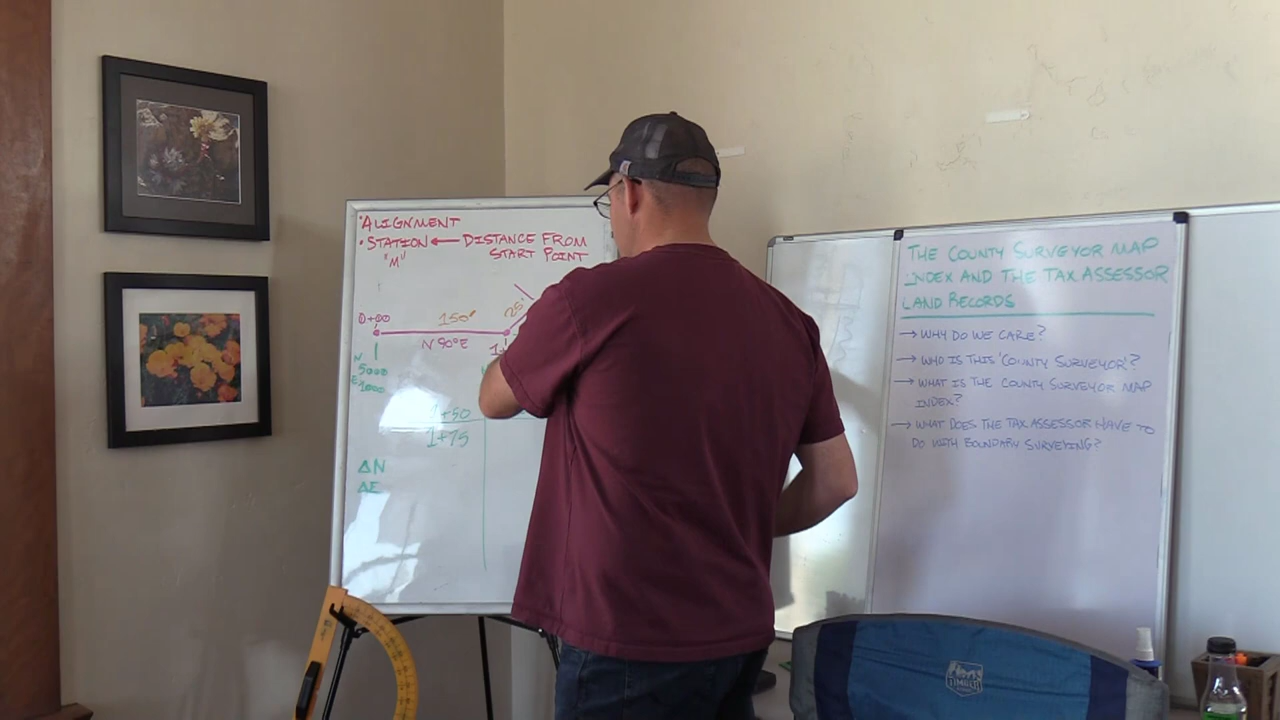 • ALIGNMENT
• STATION ← DISTANCE FROM
START POINT
"M"
0+00
150'
25'
N 90°E
1+
N
5000
E
1000
1+50
1+75
ΔN
ΔE
THE COUNTY SURVEYOR MAP
INDEX AND THE TAX ASSESSOR
LAND RECORDS
→ WHY DO WE CARE?
→ WHO IS THIS 'COUNTY SURVEYOR'?
→ WHAT IS THE COUNTY SURVEYOR MAP
INDEX?
→ WHAT DOES THE TAX ASSESSOR HAVE TO
DO WITH BOUNDARY SURVEYING?